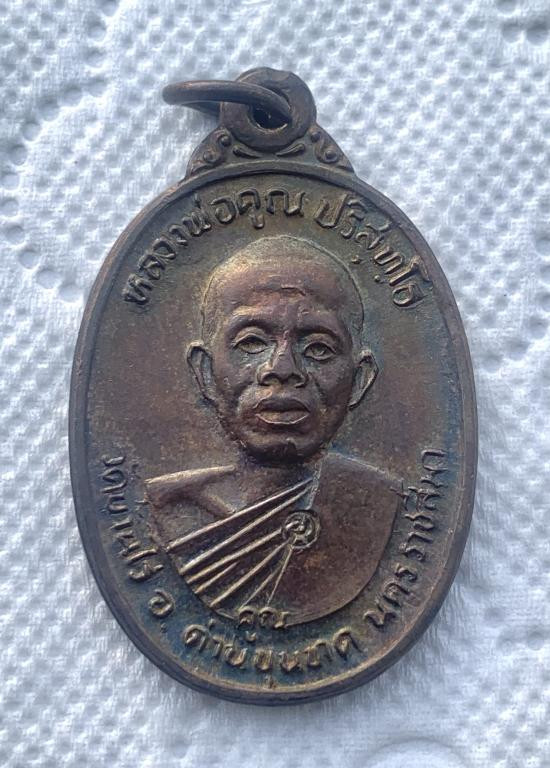 หลวงพ่อคูณ ปริสุทฺโธ
คูณ
วัดบ้านไร่ อ. ด่านขุนทด นครราชสีมา